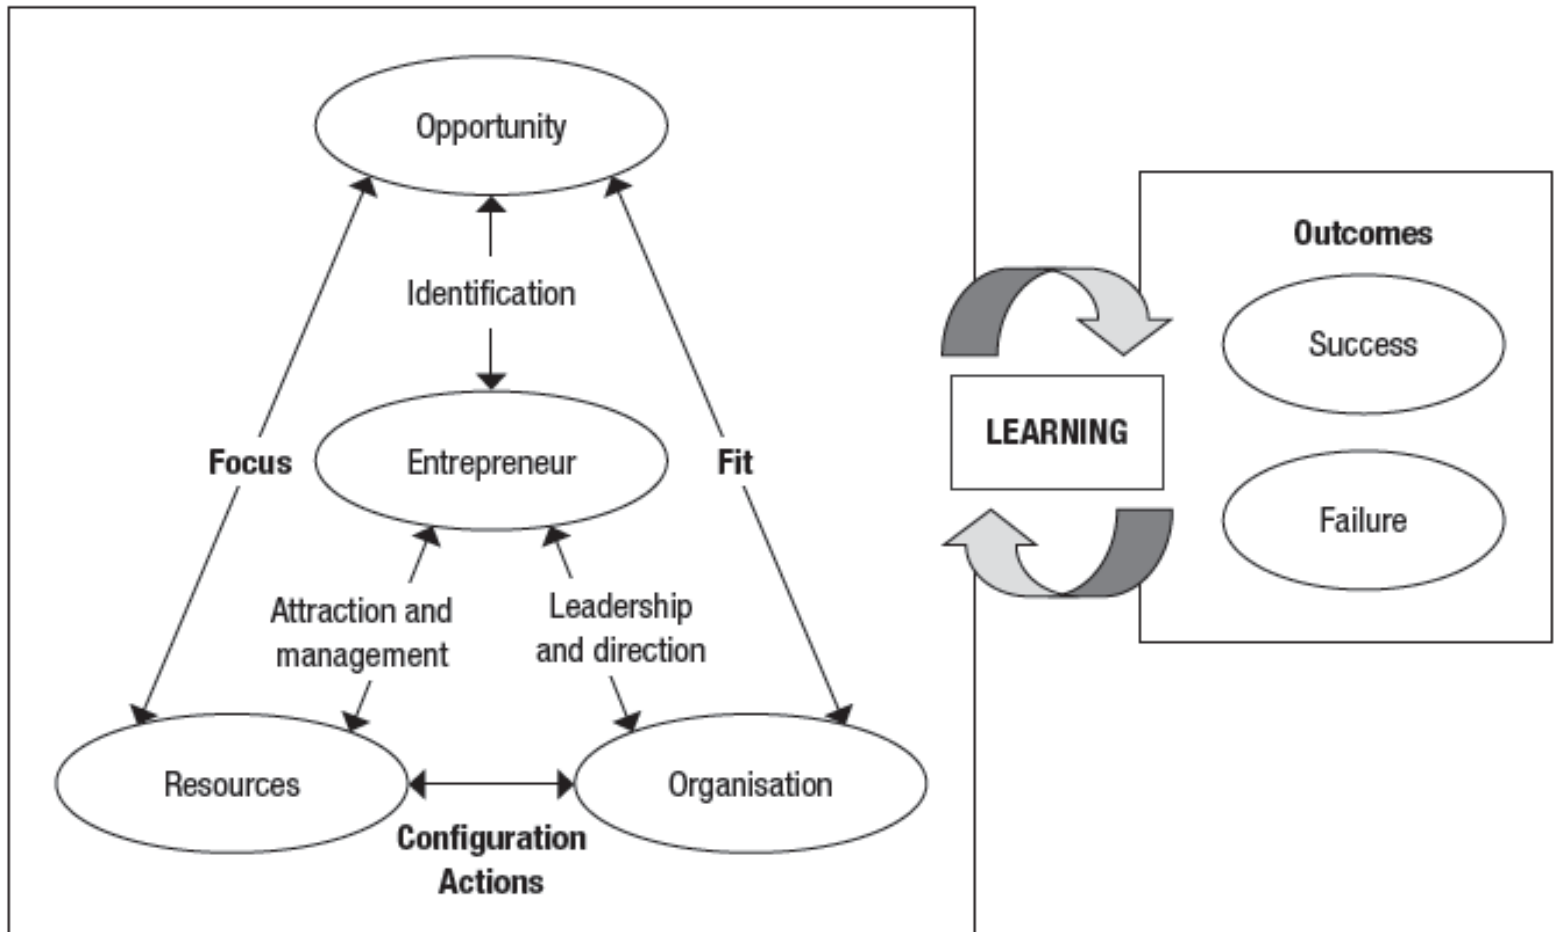 Opportunity
Identification
Focus
Entrepreneur
Fit
Attraction and
management
Leadership
and direction
Resources
Organisation
Configuration
Actions
LEARNING
Outcomes
Success
Failure